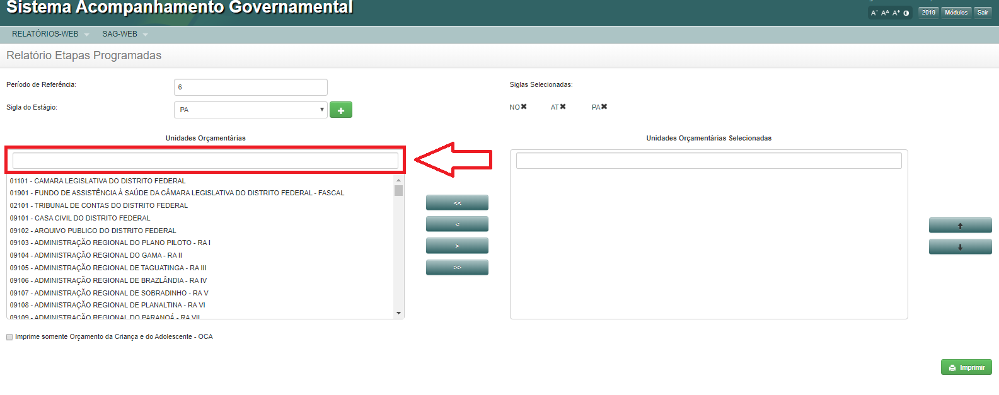 Sistema Acompanhamento Governamental
A- AA A+
2019 Módulos Sair
RELATÓRIOS-WEB SAG-WEB
Relatório Etapas Programadas
Período de Referência:
6
Siglas Selecionadas:
Sigla do Estágio:
PA
NO✖ AT✖ PA✖
Unidades Orçamentárias
Unidades Orçamentárias Selecionadas
01101 - CAMARA LEGISLATIVA DO DISTRITO FEDERAL
01901 - FUNDO DE ASSISTÊNCIA À SAÚDE DA CÂMARA LEGISLATIVA DO DISTRITO FEDERAL - FASCAL
02101 - TRIBUNAL DE CONTAS DO DISTRITO FEDERAL
09101 - CASA CIVIL DO DISTRITO FEDERAL
09102 - ARQUIVO PUBLICO DO DISTRITO FEDERAL
09103 - ADMINISTRAÇÃO REGIONAL DO PLANO PILOTO - RA I
09104 - ADMINISTRAÇÃO REGIONAL DO GAMA - RA II
09105 - ADMINISTRAÇÃO REGIONAL DE TAGUATINGA - RA III
09106 - ADMINISTRAÇÃO REGIONAL DE BRAZLÂNDIA - RA IV
09107 - ADMINISTRAÇÃO REGIONAL DE SOBRADINHO - RA V
09108 - ADMINISTRAÇÃO REGIONAL DE PLANALTINA - RA VI
09109 - ADMINISTRAÇÃO REGIONAL DO PARANOÁ - RA VII
<<
<
>
>>
Imprime somente Orçamento da Criança e do Adolescente - OCA
Imprimir